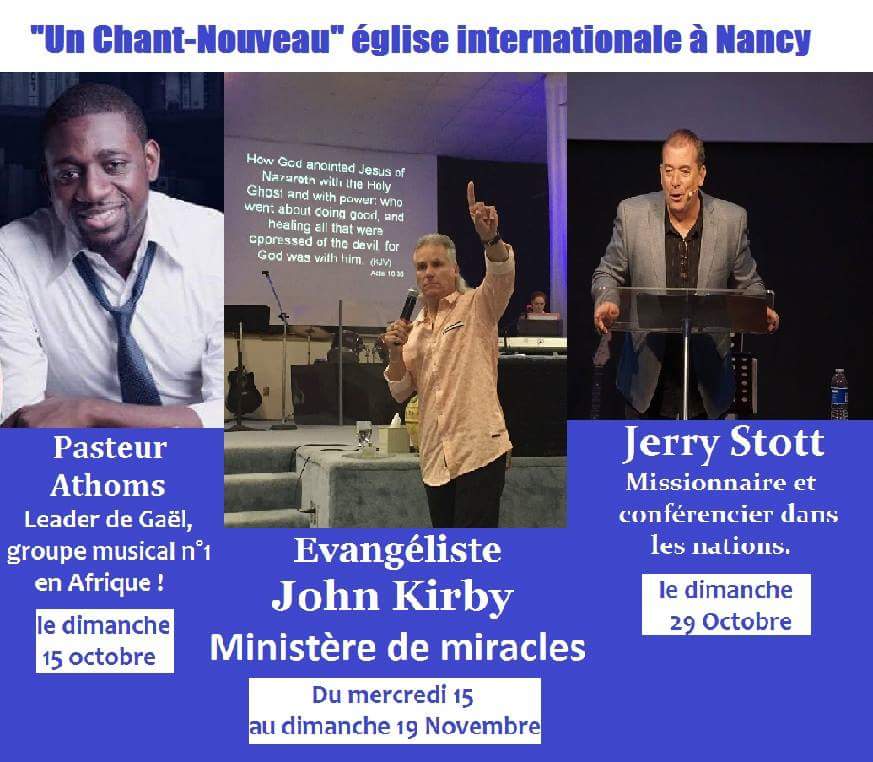 "Un Chant-Nouveau" église internationale à Nancy
How God anointed Jesus of
Nazareth with the Holy
Ghost and with power: who
went about doing good, and
healing all that were
oppressed of the devil, for
God was with him. (KJV)
Acts 10:38
Pasteur
Athoms
Leader de Gaël,
groupe musical n°1
en Afrique !
le dimanche
15 octobre
Evangéliste
John Kirby
Ministère de miracles
Du mercredi 15
au dimanche 19 Novembre
Jerry Stott
Missionnaire et
conférencier dans
les nations.
le dimanche
29 Octobre